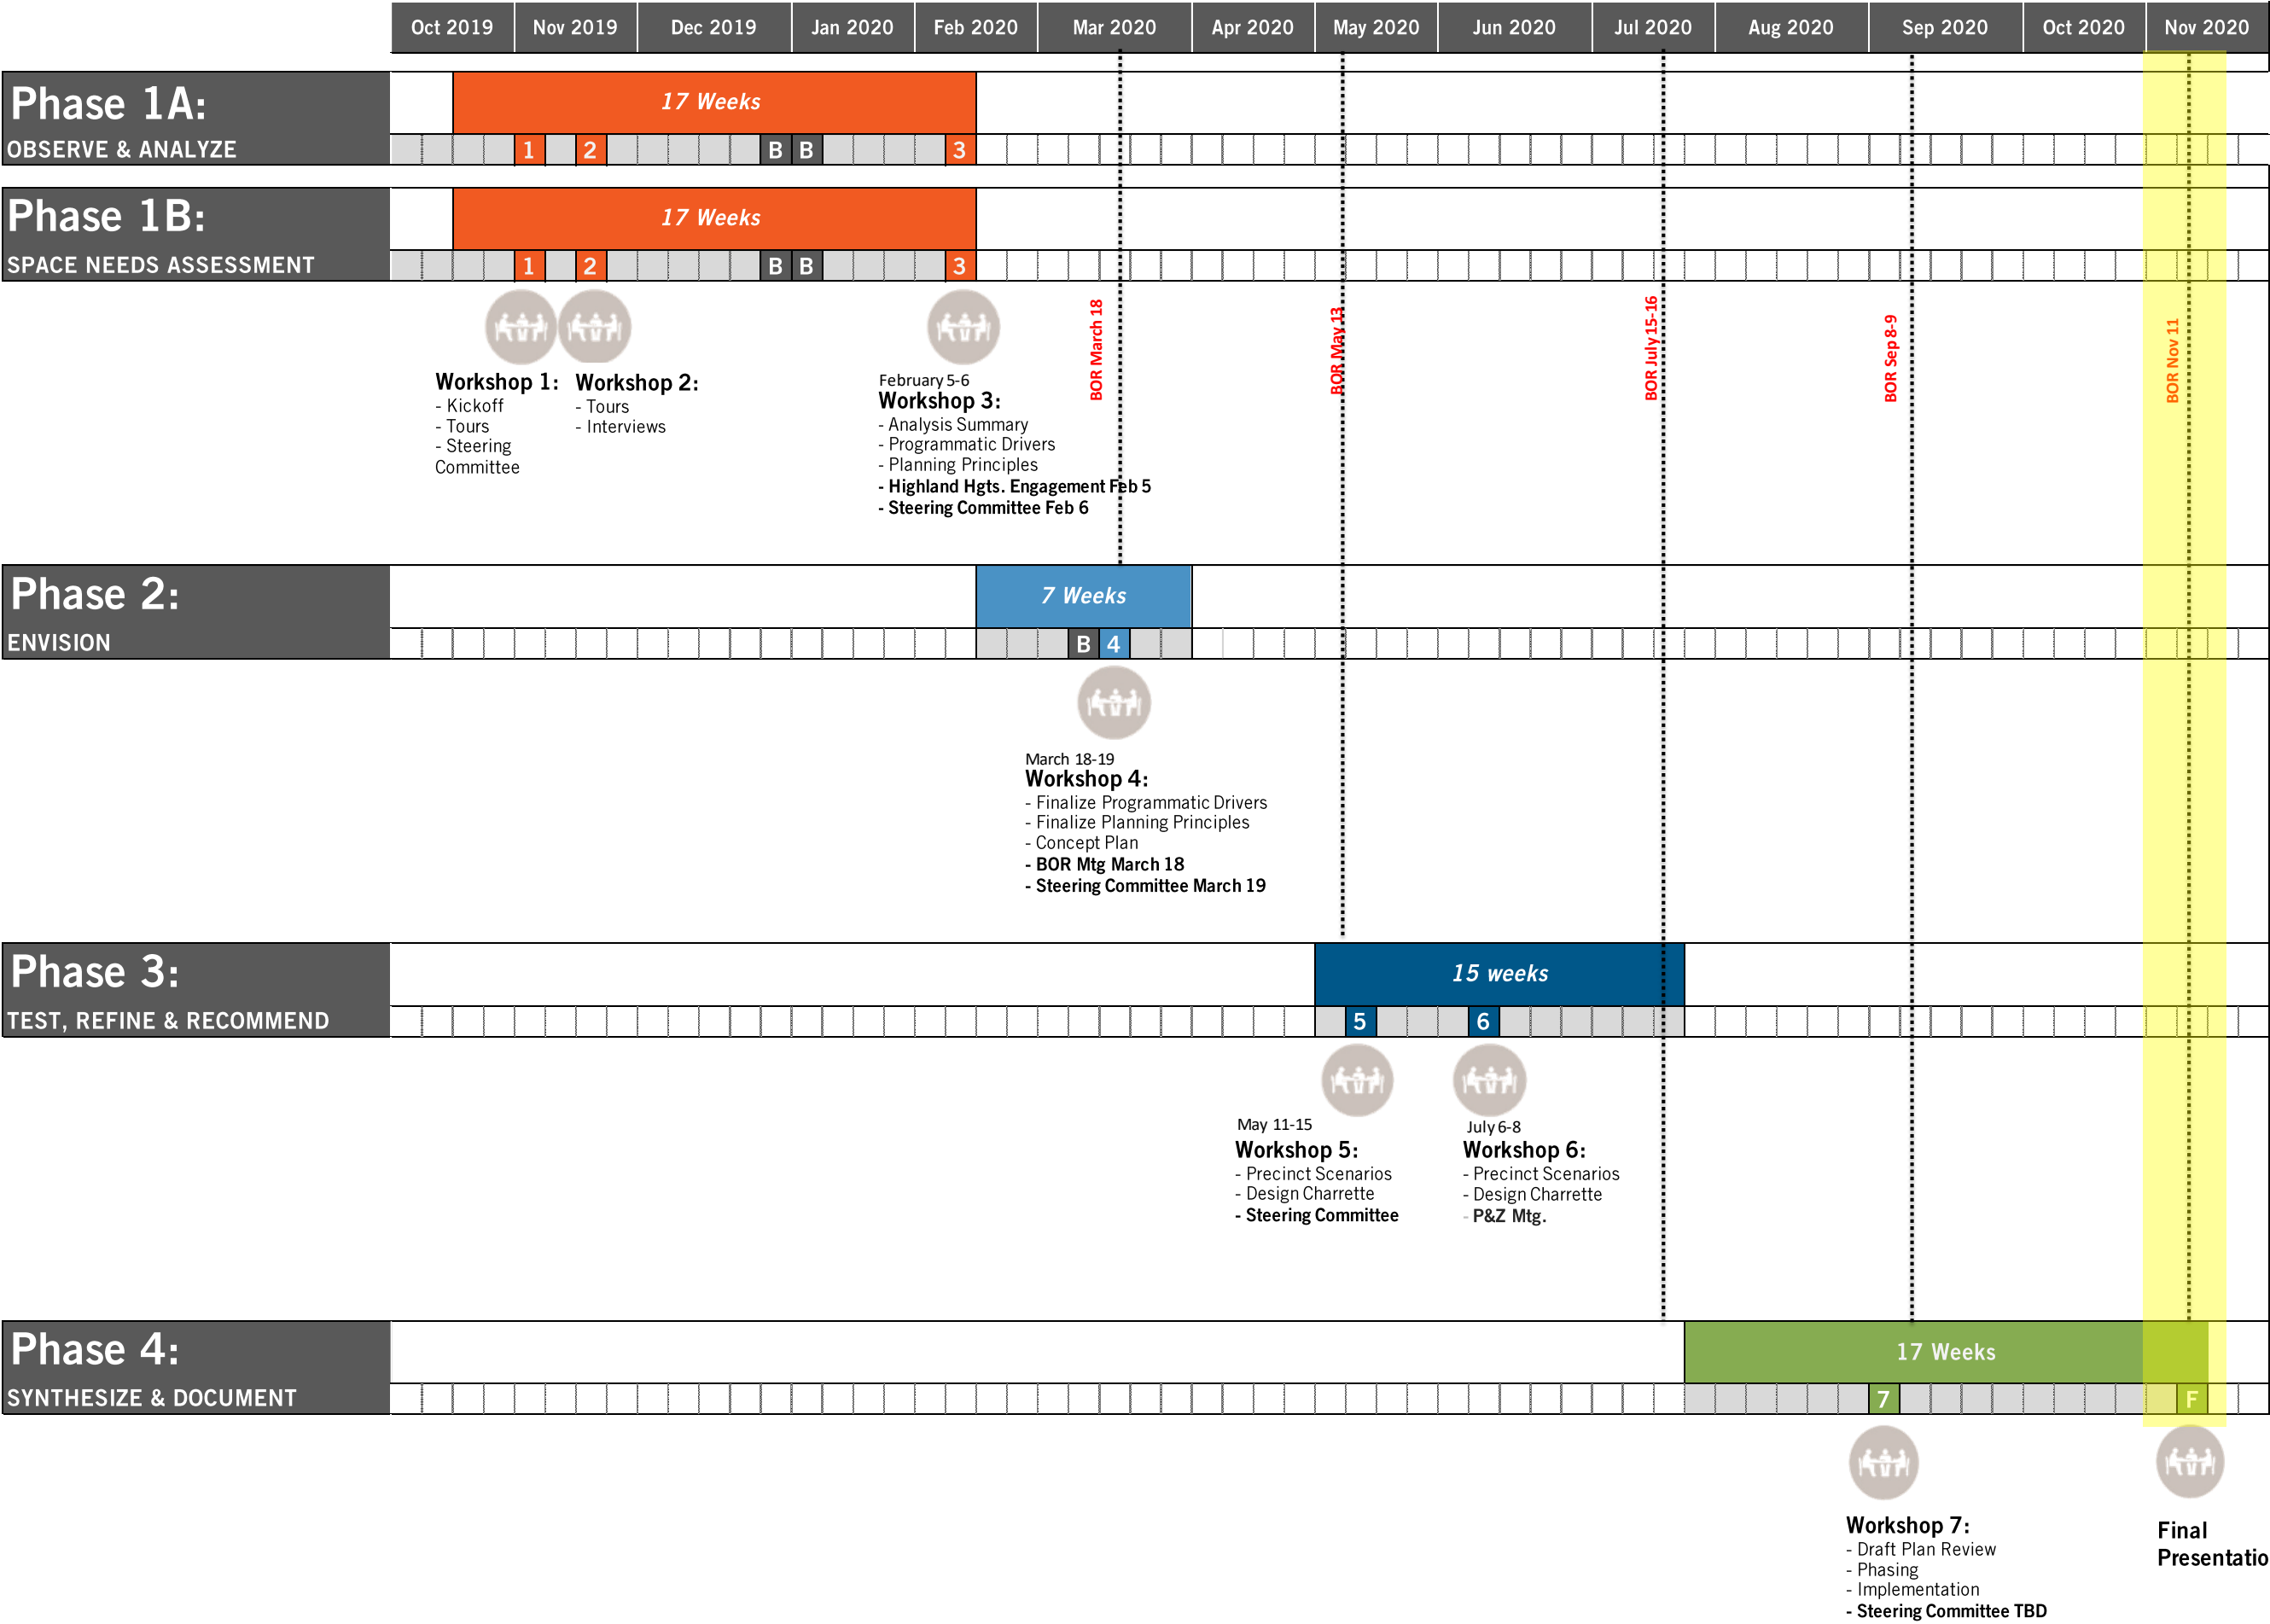 Oct 2019 Nov 2019 Dec 2019 Jan 2020 Feb 2020 Mar 2020 Apr 2020 May 2020 Jun 2020 Jul 2020 Aug 2020 Sep 2020 Oct 2020 Nov 2020
Phase 1A:
17 Weeks
OBSERVE & ANALYZE
1 2 B B 3
Phase 1B:
17 Weeks
SPACE NEEDS ASSESSMENT
1 2 B B 3
Workshop 1:
- Kickoff
- Tours
- Steering
Committee
Workshop 2:
- Tours
- Interviews
February 5-6
Workshop 3:
- Analysis Summary
- Programmatic Drivers
- Planning Principles
- Highland Hgts. Engagement Feb 5
- Steering Committee Feb 6
BOR March 18
BOR May 13
BOR July 15-16
BOR Sep 8-9
BOR Nov 11
Phase 2:
7 Weeks
ENVISION
B 4
March 18-19
Workshop 4:
- Finalize Programmatic Drivers
- Finalize Planning Principles
- Concept Plan
- BOR Mtg March 18
- Steering Committee March 19
Phase 3:
15 weeks
TEST, REFINE & RECOMMEND
5 6
May 11-15
Workshop 5:
- Precinct Scenarios
- Design Charrette
- Steering Committee
July 6-8
Workshop 6:
- Precinct Scenarios
- Design Charrette
- P&Z Mtg.
Phase 4:
17 Weeks
SYNTHESIZE & DOCUMENT
7 F
Workshop 7:
- Draft Plan Review
- Phasing
- Implementation
- Steering Committee TBD
Final
Presentatio